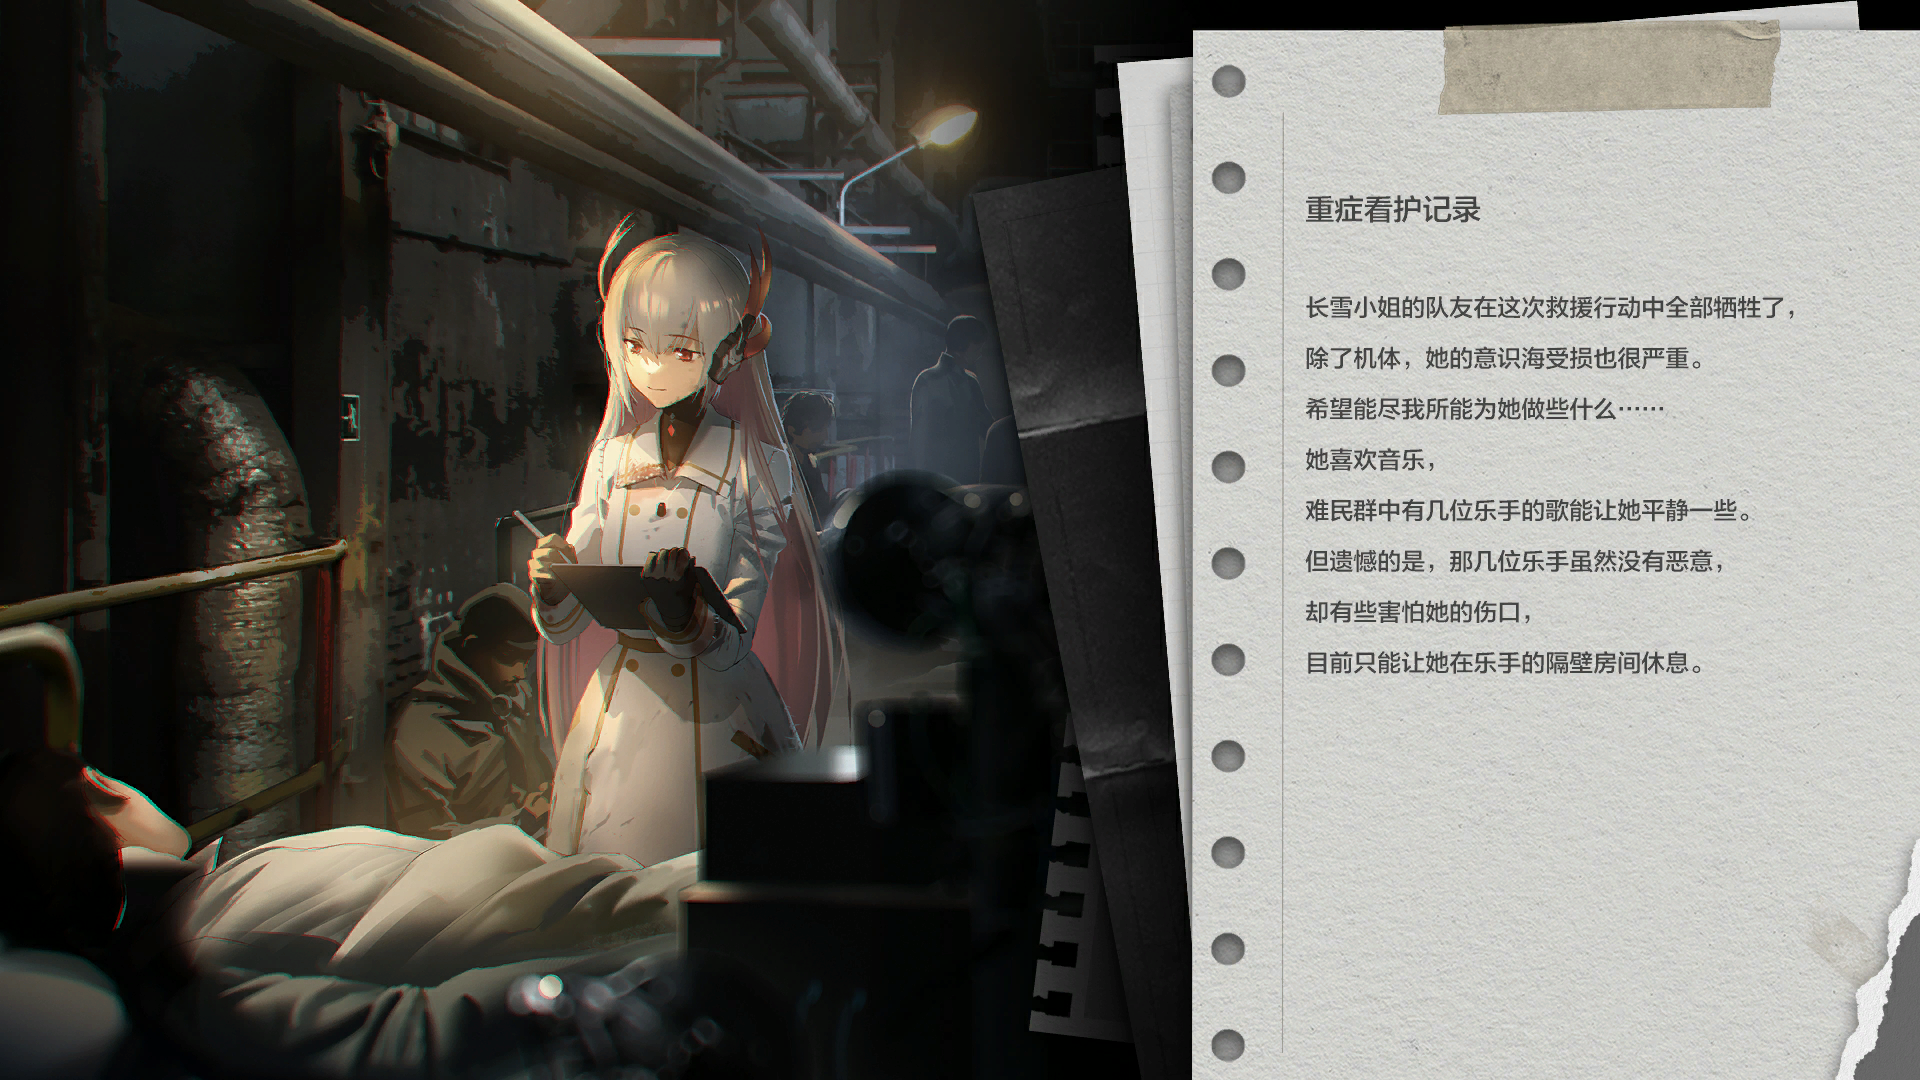 重症看护记录
长雪小姐的队友在这次救援行动中全部牺牲了，
除了机体，她的意识海受损也很严重。
希望能尽我所能为她做些什么……
她喜欢音乐，
难民群中有几位乐手的歌能让她平静一些。
但遗憾的是，那几位乐手虽然没有恶意，
却有些害怕她的伤口，
目前只能让她在乐手的隔壁房间休息。